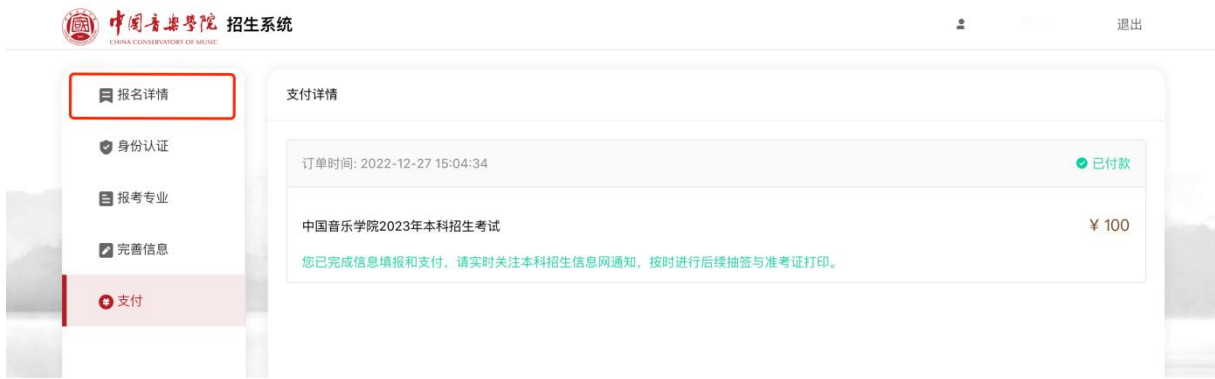 中国音乐学院 招生系统
CHINA CONSERVATORY OF MUSIC
退出
报名详情
身份认证
报考专业
完善信息
支付
支付详情
订单时间: 2022-12-27 15:04:34
已付款
中国音乐学院2023年本科招生考试
¥ 100
您已完成信息填报和支付，请实时关注本科招生信息网通知，按时进行后续抽签与准考证打印。